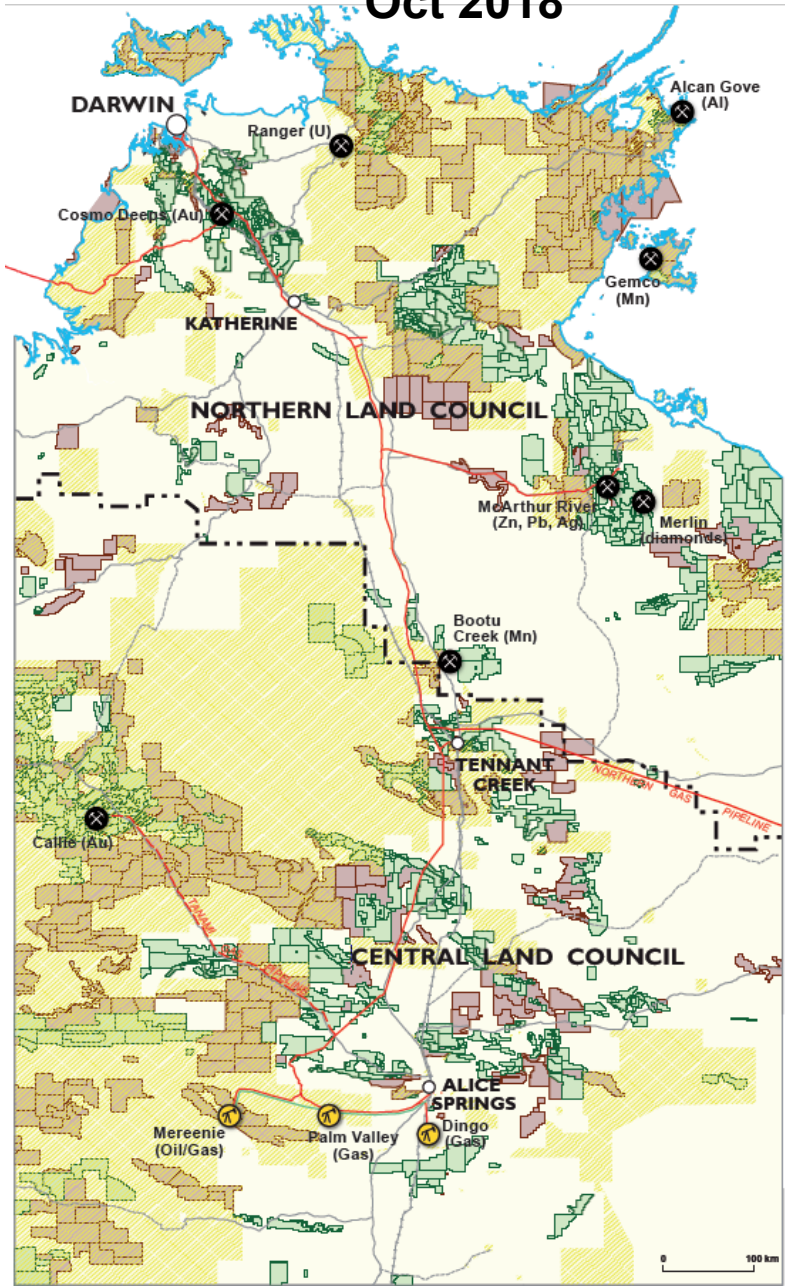 Oct 2018
Alcan Gove
(Al)
DARWIN
Ranger (U)
Cosmo Deeps (Au)
Gemco
(Mn)
KATHERINE
NORTHERN LAND COUNCIL
McArthur River
(Zn, Pb, Ag)
Merlin
(diamonds)
Bootu
Creek (Mn)
TENNANT
CREEK
NORTHERN GAS PIPELINE
Callie (Au)
TANAMI
CENTRAL LAND COUNCIL
ALICE
SPRINGS
Mereenie
(Oil/Gas)
Palm Valley
(Gas)
Dingo
(Gas)
0 100 km